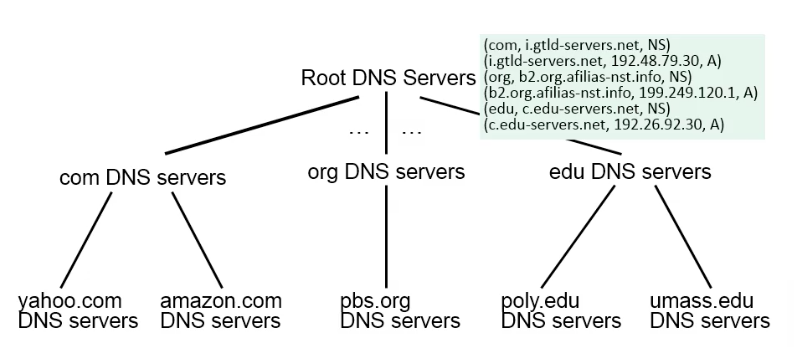 (com, i.gtld-servers.net, NS)
(i.gtld-servers.net, 192.48.79.30, A)
Root DNS Servers
(org, b2.org.afilias-nst.info, NS)
(b2.org.afilias-nst.info, 199.249.120.1, A)
(edu, c.edu-servers.net, NS)
(c.edu-servers.net, 192.26.92.30, A)
... ...
com DNS servers
org DNS servers
edu DNS servers
yahoo.com
DNS servers
amazon.com
DNS servers
pbs.org
DNS servers
poly.edu
DNS servers
umass.edu
DNS servers